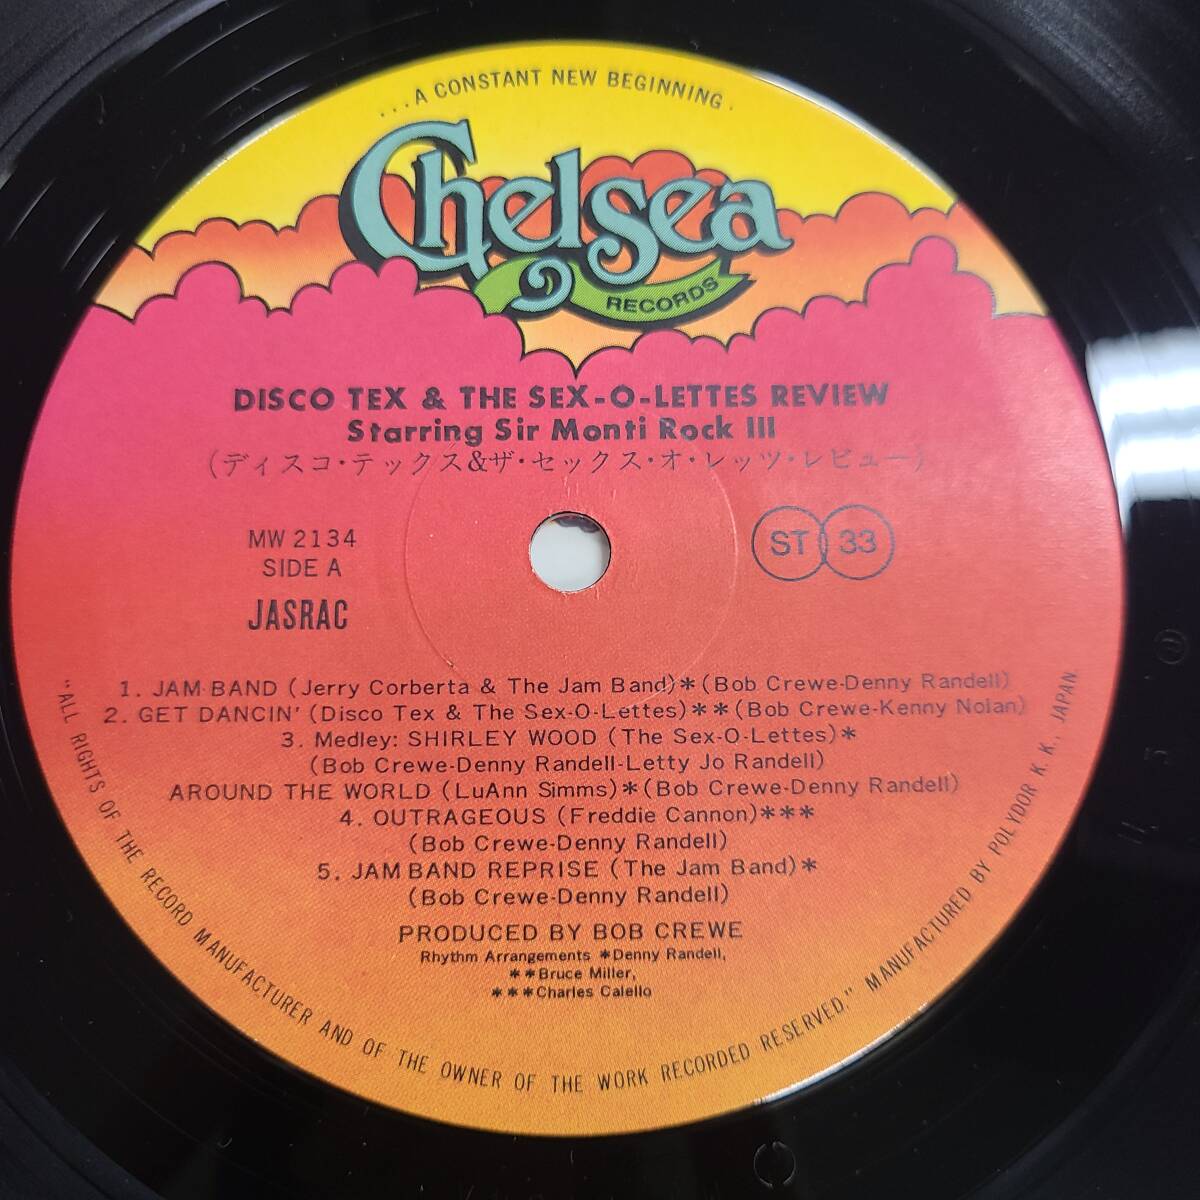 ...A CONSTANT NEW BEGINNING.
Chelsea
RECORDS
DISCO TEX & THE SEX-O-LETTES REVIEW
Starring Sir Monti Rock III
(ディスコ・テックス&ザ・セックス・オ・レッツ・レビュー)
MW 2134
SIDE A
JASRAC
ST 33
1. JAM BAND (Jerry Corberta & The Jam Band)*(Bob Crewe-Denny Randell)
2. GET DANCIN' (Disco Tex & The Sex-O-Lettes)**(Bob Crewe-Kenny Nolan)
3. Medley: SHIRLEY WOOD (The Sex-O-Lettes)*
(Bob Crewe-Denny Randell-Letty Jo Randell)
AROUND THE WORLD (LuAnn Simms)*(Bob Crewe-Denny Randell)
4. OUTRAGEOUS (Freddie Cannon)***
(Bob Crewe-Denny Randell)
5. JAM BAND REPRISE (The Jam Band)*
(Bob Crewe-Denny Randell)
PRODUCED BY BOB CREWE
Rhythm Arrangements *Denny Randell,
**Bruce Miller,
***Charles Calello
"ALL RIGHTS OF THE RECORD MANUFACTURER AND OF THE OWNER OF THE WORK RECORDED RESERVED." MANUFACTURED BY POLYDOR K.K., JAPAN.